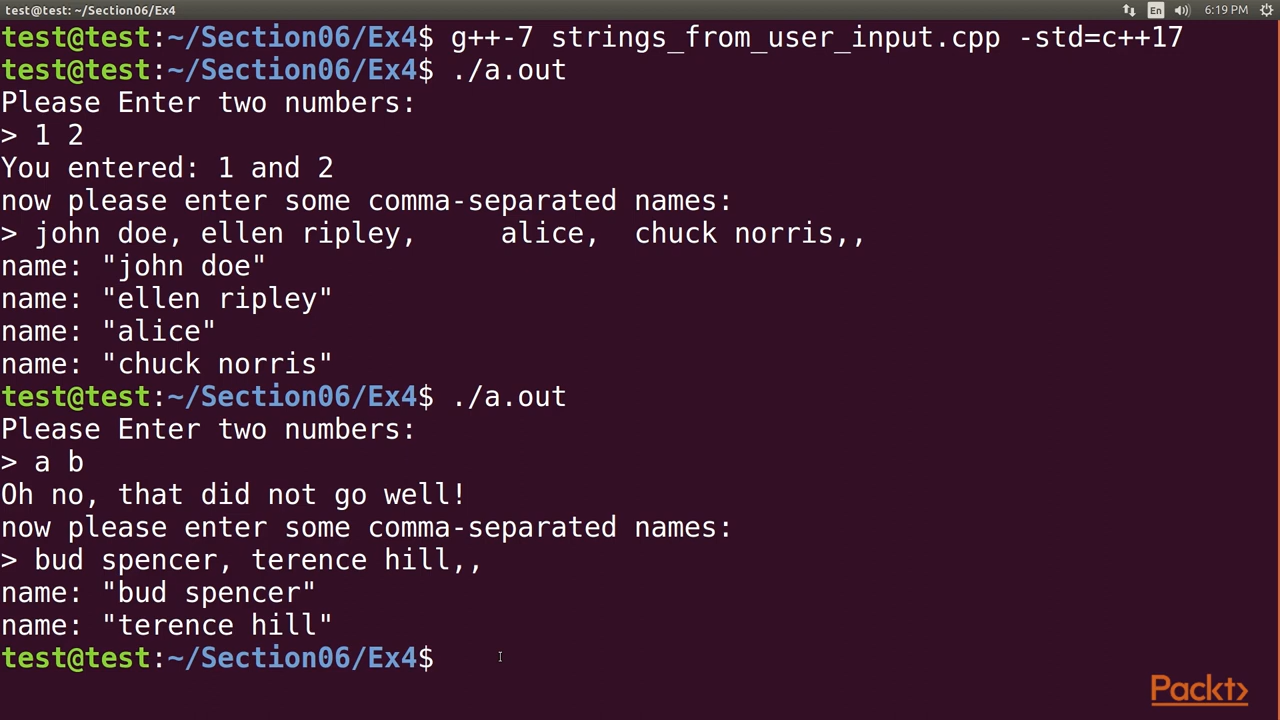 test@test: ~/Section06/Ex4
En
6:19 PM
test@test:~/Section06/Ex4$ g++-7 strings_from_user_input.cpp -std=c++17
test@test:~/Section06/Ex4$ ./a.out
Please Enter two numbers:
> 1 2
You entered: 1 and 2
now please enter some comma-separated names:
> john doe, ellen ripley,     alice,  chuck norris,,
name: "john doe"
name: "ellen ripley"
name: "alice"
name: "chuck norris"
test@test:~/Section06/Ex4$ ./a.out
Please Enter two numbers:
> a b
Oh no, that did not go well!
now please enter some comma-separated names:
> bud spencer, terence hill,,
name: "bud spencer"
name: "terence hill"
test@test:~/Section06/Ex4$
Packt>